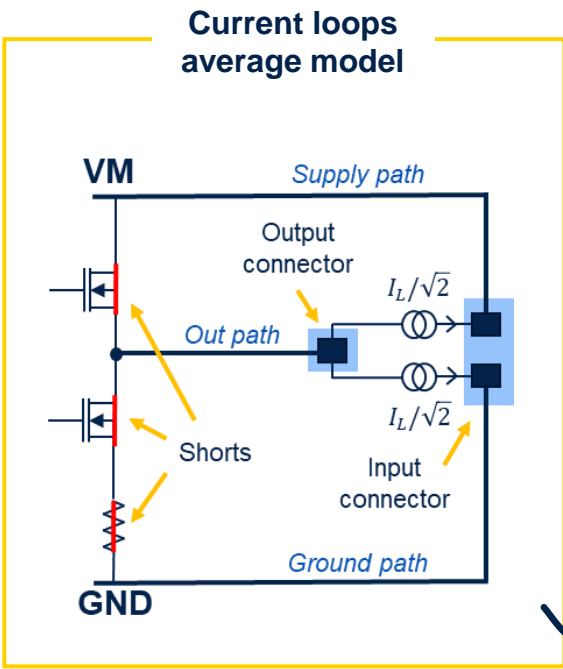 Current loops
average model
VM
Supply path
Output
connector
I_L/√2
Out path
I_L/√2
Shorts
Input
connector
Ground path
GND